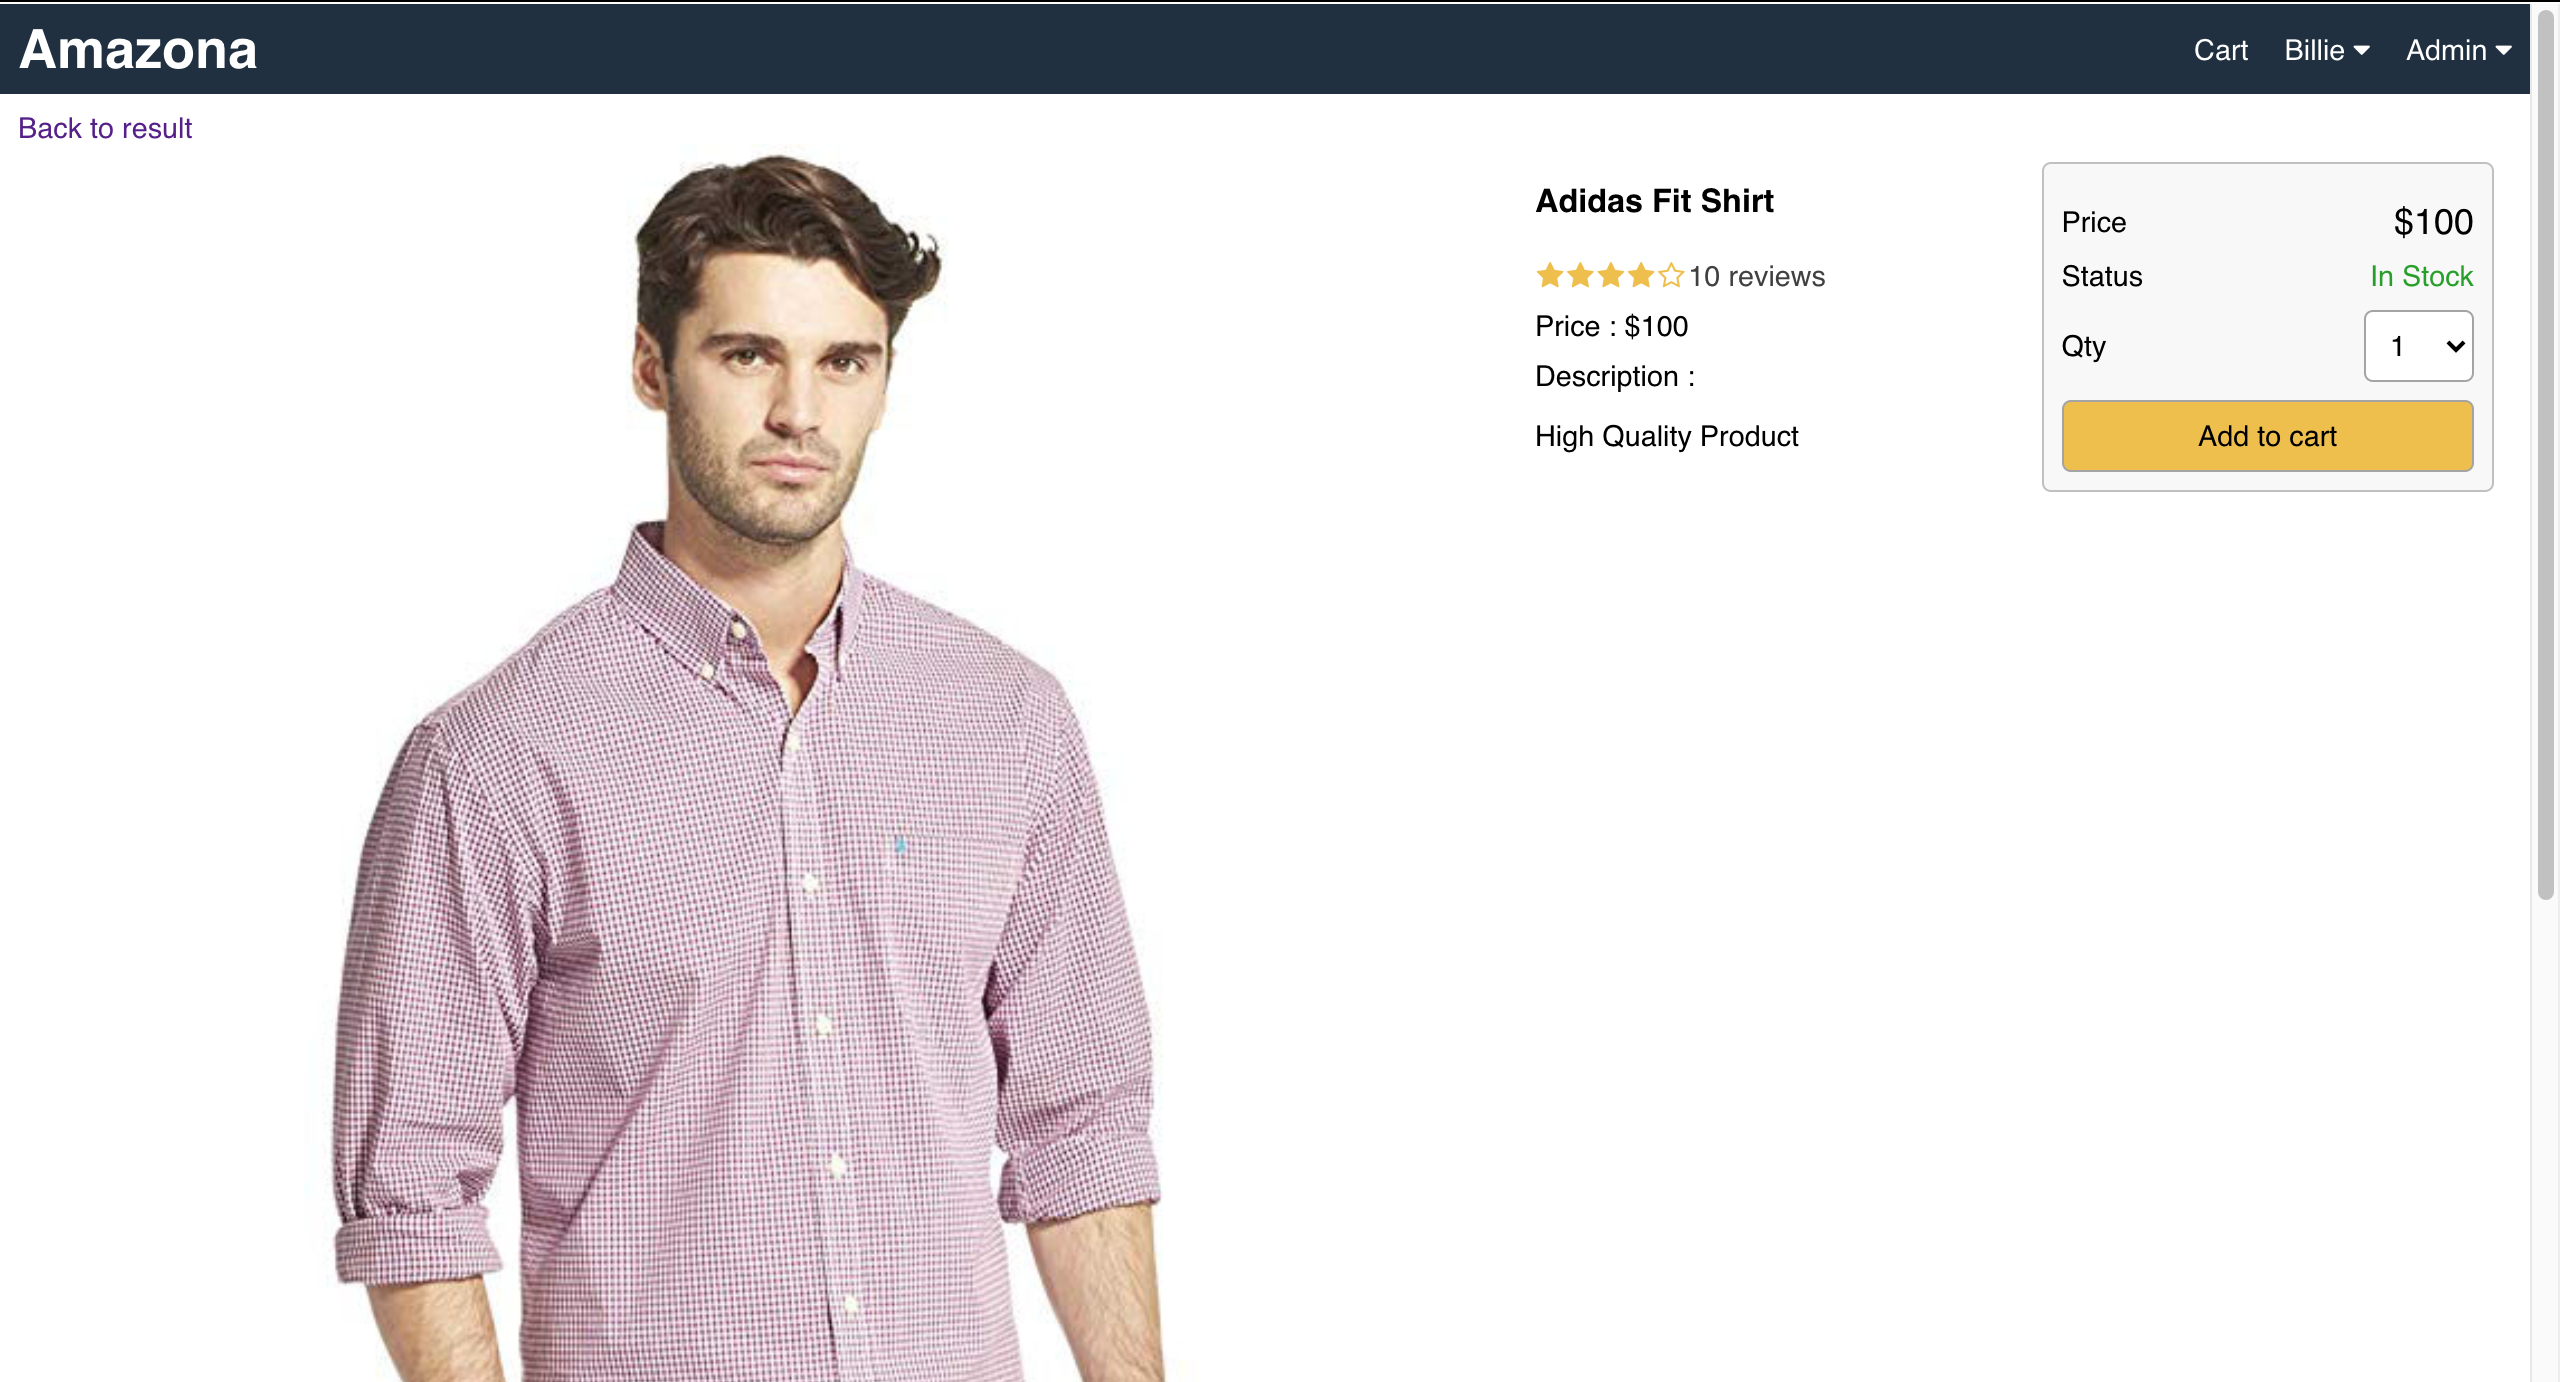 Amazona
Cart Billie Admin
Back to result
Adidas Fit Shirt
10 reviews
Price : $100
Description :
High Quality Product
Price $100
Status In Stock
Qty 1
Add to cart